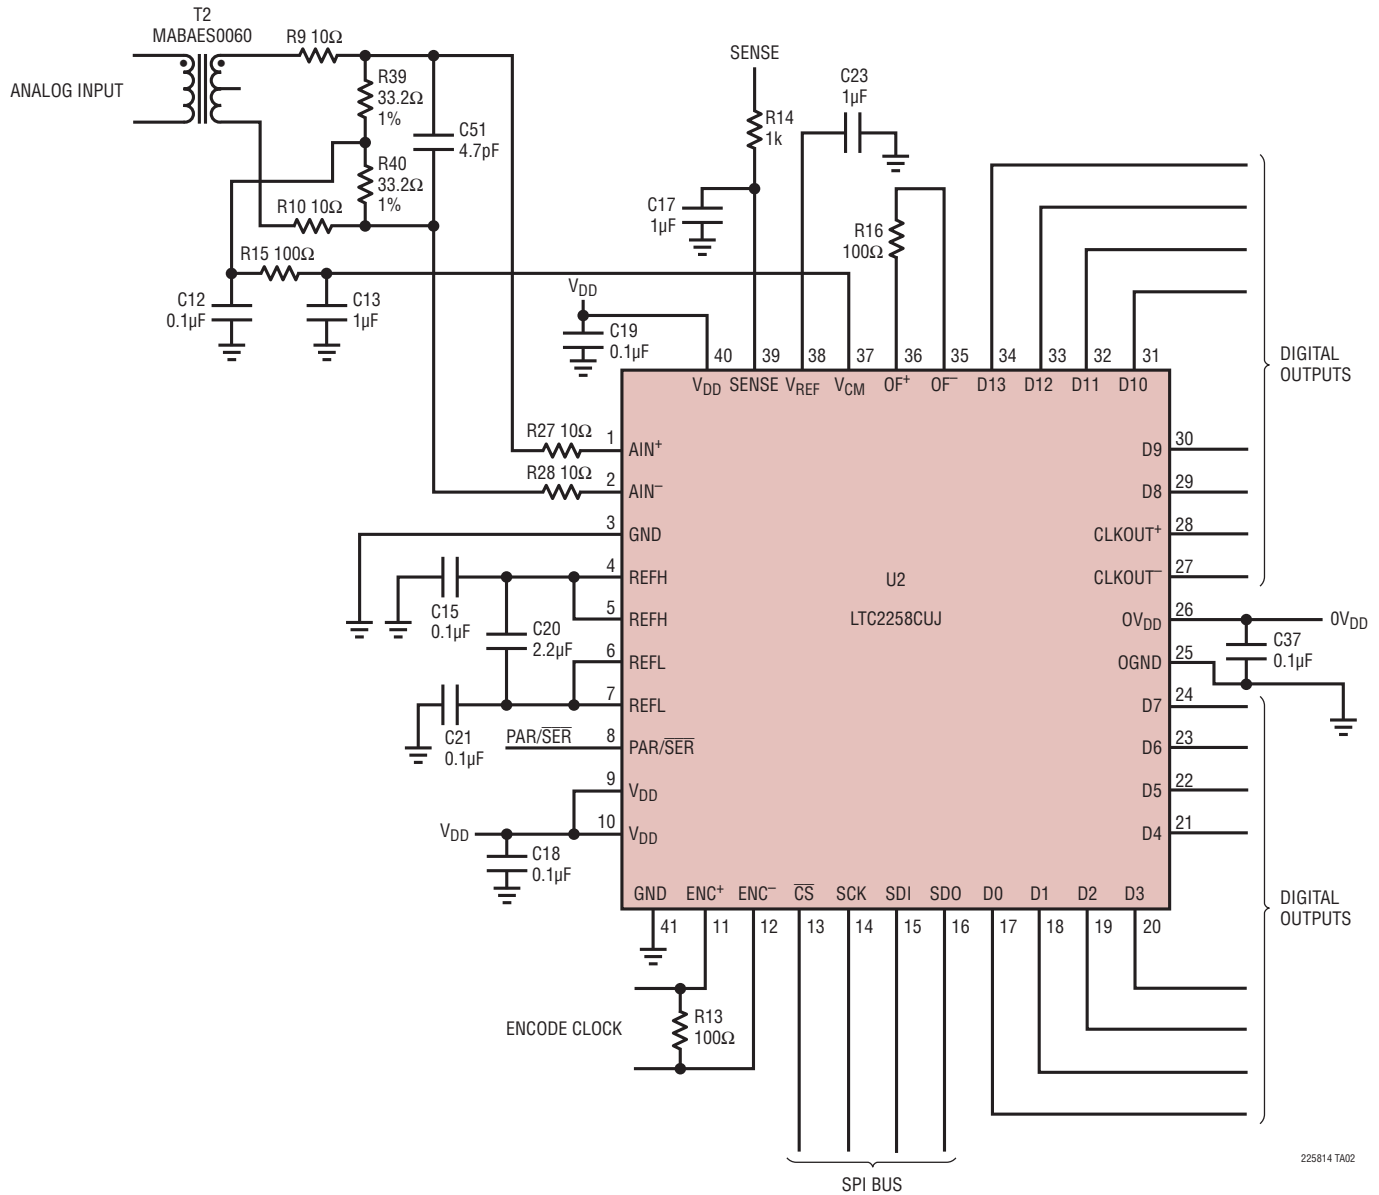 T2
MABAES0060
R9 10Ω
ANALOG INPUT
R39
33.2Ω
1%
C51
4.7pF
R40
33.2Ω
1%
R10 10Ω
R15 100Ω
C12
0.1µF
C13
1µF
SENSE
R14
1k
C17
1µF
C23
1µF
R16
100Ω
VDD
C19
0.1µF
40
39
38
37
36
35
34
33
32
31
VDD
SENSE
VREF
VCM
OF+
OF–
D13
D12
D11
D10
DIGITAL
OUTPUTS
R27 10Ω
1
AIN+
R28 10Ω
2
AIN–
3
GND
4
REFH
5
REFH
6
REFL
7
REFL
C15
0.1µF
C20
2.2µF
C21
0.1µF
PAR/S̅E̅R̅
8
PAR/S̅E̅R̅
9
VDD
10
VDD
VDD
C18
0.1µF
U2
LTC2258CUJ
D9
30
D8
29
CLKOUT+
28
CLKOUT–
27
OVDD
26
0VDD
C37
0.1µF
OGND
25
D7
24
D6
23
D5
22
D4
21
GND
ENC+
ENC–
C̅S̅
SCK
SDI
SDO
D0
D1
D2
D3
41
11
12
13
14
15
16
17
18
19
20
DIGITAL
OUTPUTS
ENCODE CLOCK
R13
100Ω
SPI BUS
225814 TA02